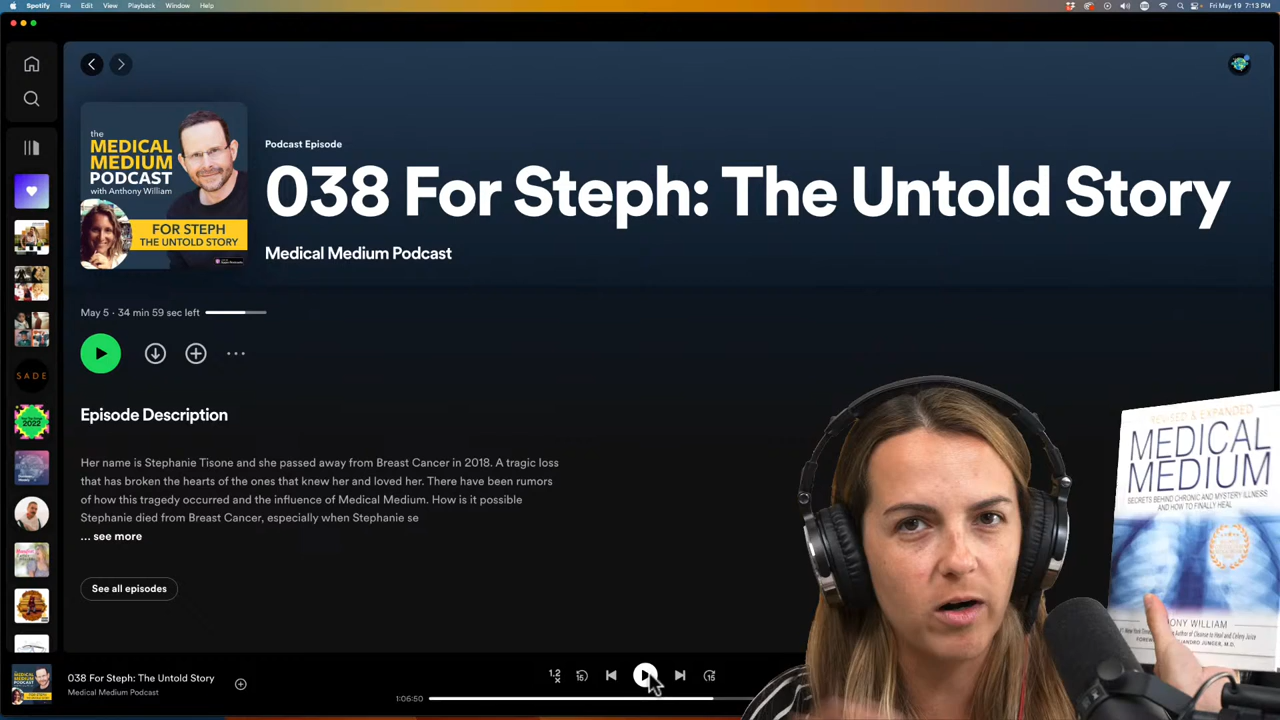 Spotify File Edit View Playback Window Help
Fri May 19 7:13 PM
the
MEDICAL
MEDIUM
PODCAST
with Anthony William
FOR STEPH
THE UNTOLD STORY
Podcast Episode
038 For Steph: The Untold Story
Medical Medium Podcast
May 5 · 34 min 59 sec left
SADE
2022
Episode Description
Her name is Stephanie Tisone and she passed away from Breast Cancer in 2018. A tragic loss
that has broken the hearts of the ones that knew her and loved her. There have been rumors
of how this tragedy occurred and the influence of Medical Medium. How is it possible
Stephanie died from Breast Cancer, especially when Stephanie se
... see more
See all episodes
REVISED & EXPANDED
MEDICAL
MEDIUM
SECRETS BEHIND CHRONIC AND MYSTERY ILLNESS
AND HOW TO FINALLY HEAL
ONY WILLIAM
038 For Steph: The Untold Story
Medical Medium Podcast
1.2
x
15
15
1:06:50